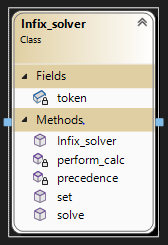 Infix_solver
Class
Fields
token
Methods
Infix_solver
perform_calc
precedence
set
solve